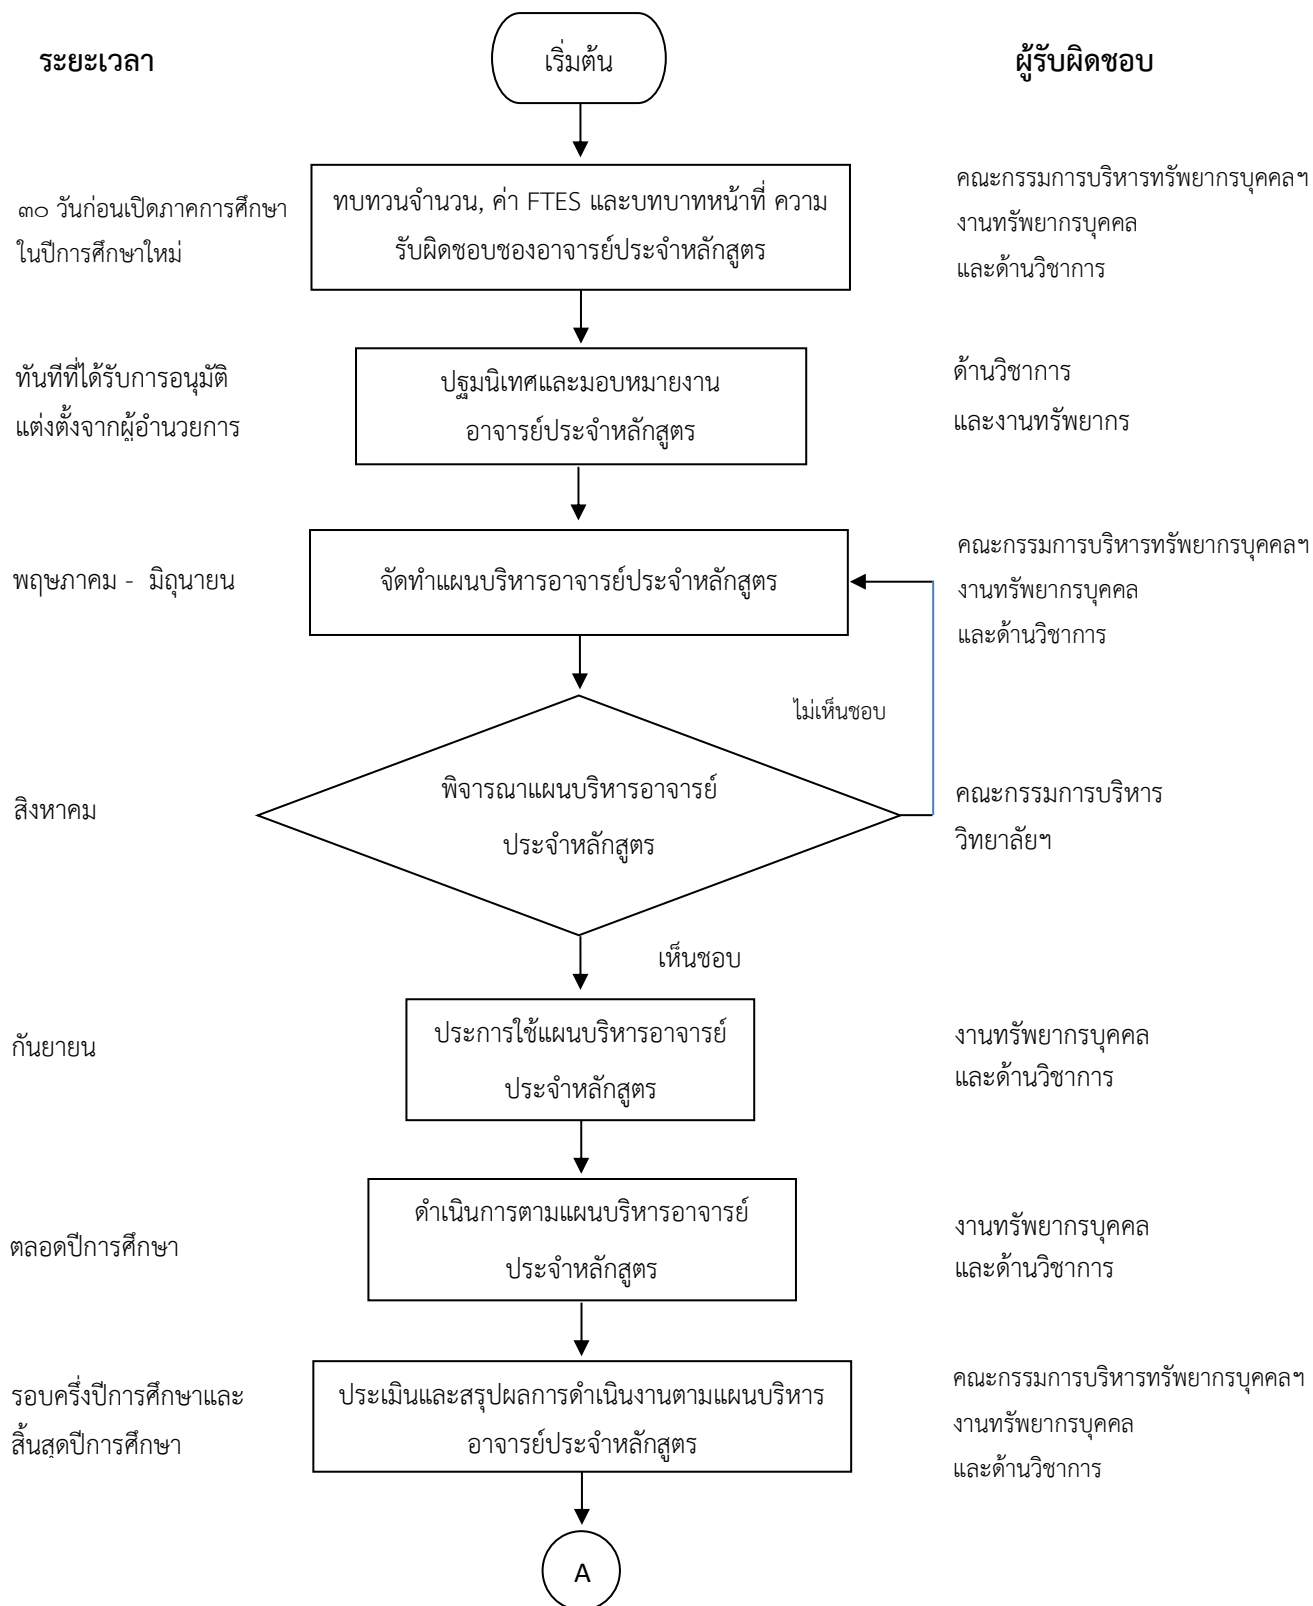 ระยะเวลา
เริ่มต้น
ผู้รับผิดชอบ
๓๐ วันก่อนเปิดภาคการศึกษา
ในปีการศึกษาใหม่
ทบทวนจำนวน, ค่า FTES และบทบาทหน้าที่ ความ
รับผิดชอบชองอาจารย์ประจำหลักสูตร
คณะกรรมการบริหารทรัพยากรบุคคลฯ
งานทรัพยากรบุคคล
และด้านวิชาการ
ทันทีที่ได้รับการอนุมัติ
แต่งตั้งจากผู้อำนวยการ
ปฐมนิเทศและมอบหมายงาน
อาจารย์ประจำหลักสูตร
ด้านวิชาการ
และงานทรัพยากร
พฤษภาคม - มิถุนายน
จัดทำแผนบริหารอาจารย์ประจำหลักสูตร
คณะกรรมการบริหารทรัพยากรบุคคลฯ
งานทรัพยากรบุคคล
และด้านวิชาการ
ไม่เห็นชอบ
สิงหาคม
พิจารณาแผนบริหารอาจารย์
ประจำหลักสูตร
คณะกรรมการบริหาร
วิทยาลัยฯ
เห็นชอบ
กันยายน
ประการใช้แผนบริหารอาจารย์
ประจำหลักสูตร
งานทรัพยากรบุคคล
และด้านวิชาการ
ตลอดปีการศึกษา
ดำเนินการตามแผนบริหารอาจารย์
ประจำหลักสูตร
งานทรัพยากรบุคคล
และด้านวิชาการ
รอบครึ่งปีการศึกษาและ
สิ้นสุดปีการศึกษา
ประเมินและสรุปผลการดำเนินงานตามแผนบริหาร
อาจารย์ประจำหลักสูตร
คณะกรรมการบริหารทรัพยากรบุคคลฯ
งานทรัพยากรบุคคล
และด้านวิชาการ
A